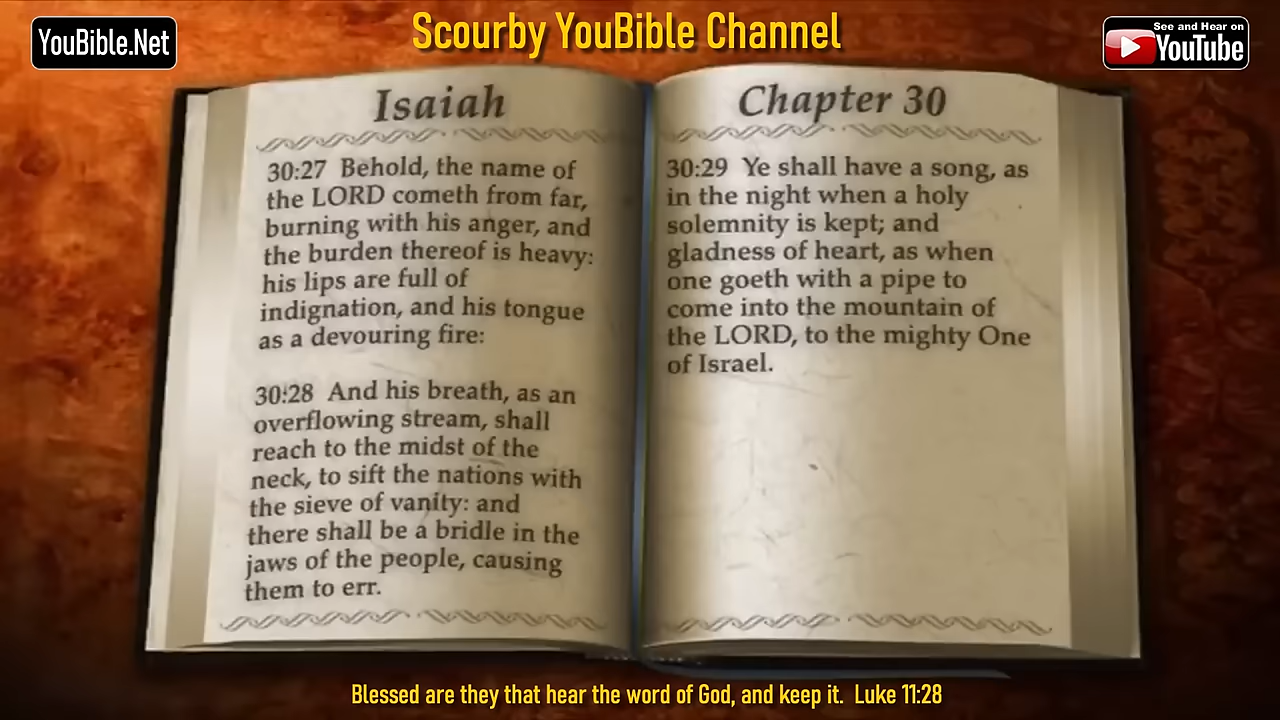 YouBible.Net
Scourby YouBible Channel
See and Hear on
YouTube
Isaiah
30:27 Behold, the name of
the LORD cometh from far,
burning with his anger, and
the burden thereof is heavy:
his lips are full of
indignation, and his tongue
as a devouring fire:
30:28 And his breath, as an
overflowing stream, shall
reach to the midst of the
neck, to sift the nations with
the sieve of vanity: and
there shall be a bridle in the
jaws of the people, causing
them to err.
Chapter 30
30:29 Ye shall have a song, as
in the night when a holy
solemnity is kept; and
gladness of heart, as when
one goeth with a pipe to
come into the mountain of
the LORD, to the mighty One
of Israel.
Blessed are they that hear the word of God, and keep it. Luke 11:28